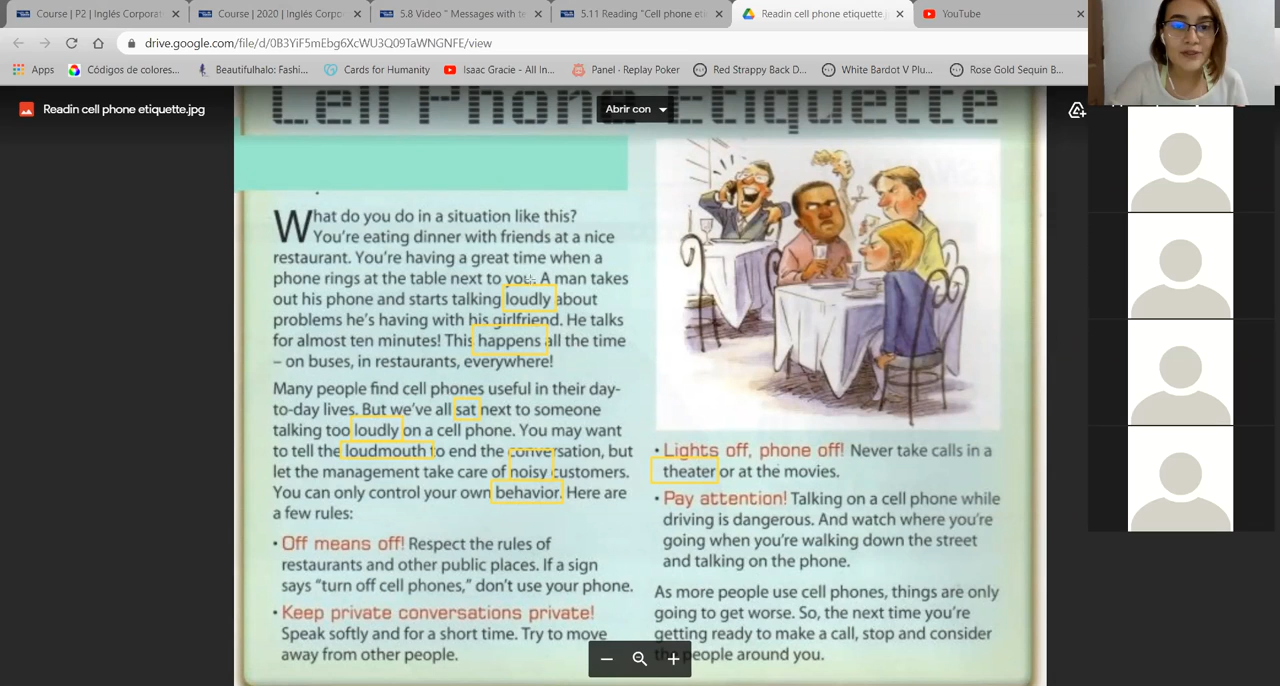 Course | P2 | Inglés Corporat
Course | 2020 | Inglés Corpo
5.8 Video " Messages with te
5.11 Reading "Cell phone eti
Readin cell phone etiquette.j
YouTube
drive.google.com/file/d/0B3YiF5mEbg6XcWU3Q09TaWNGNFE/view
Apps
Códigos de colores...
Beautifulhalo: Fashi...
Cards for Humanity
Isaac Gracie - All In...
Panel · Replay Poker
Red Strappy Back D...
White Bardot V Plu...
Rose Gold Sequin B...
Readin cell phone etiquette.jpg
Abrir con
Cell Phone Etiquette
What do you do in a situation like this?
You're eating dinner with friends at a nice
restaurant. You're having a great time when a
phone rings at the table next to you. A man takes
out his phone and starts talking loudly about
problems he's having with his girlfriend. He talks
for almost ten minutes! This happens all the time
– on buses, in restaurants, everywhere!
Many people find cell phones useful in their day-
to-day lives. But we've all sat next to someone
talking too loudly on a cell phone. You may want
to tell the loudmouth to end the conversation, but
let the management take care of noisy customers.
You can only control your own behavior. Here are
a few rules:
• Off means off! Respect the rules of
restaurants and other public places. If a sign
says "turn off cell phones," don't use your phone.
• Keep private conversations private!
Speak softly and for a short time. Try to move
away from other people.
• Lights off, phone off! Never take calls in a
theater or at the movies.
• Pay attention! Talking on a cell phone while
driving is dangerous. And watch where you're
going when you're walking down the street
and talking on the phone.
As more people use cell phones, things are only
going to get worse. So, the next time you're
getting ready to make a call, stop and consider
the people around you.